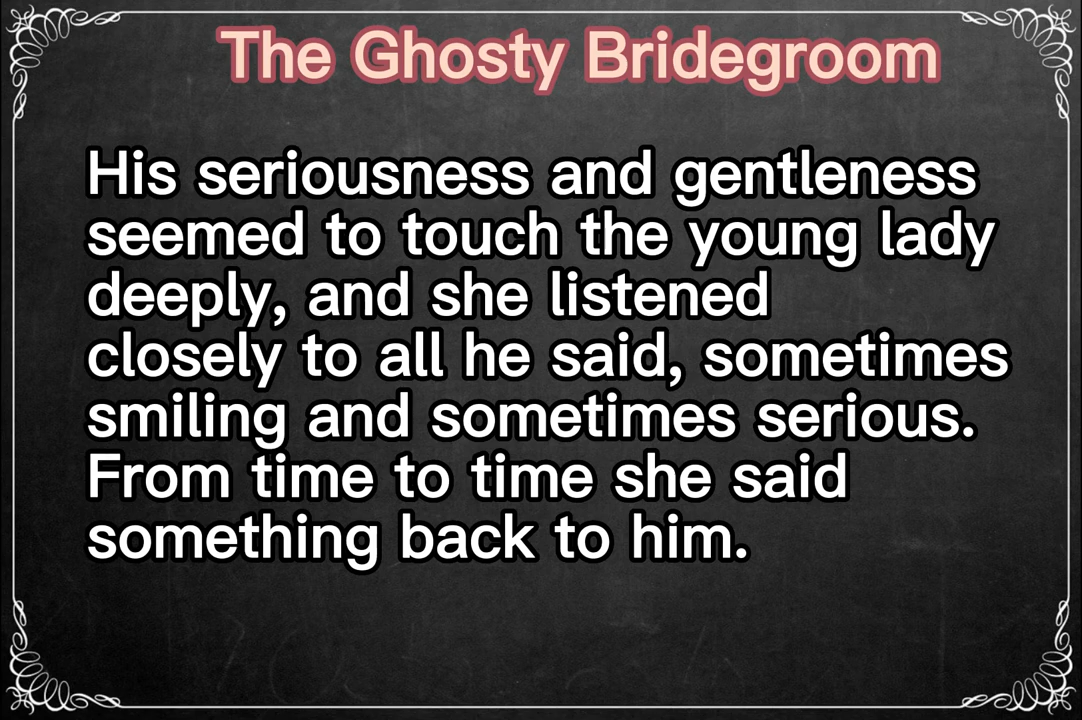 The Ghosty Bridegroom
His seriousness and gentleness
seemed to touch the young lady
deeply, and she listened
closely to all he said, sometimes
smiling and sometimes serious.
From time to time she said
something back to him.